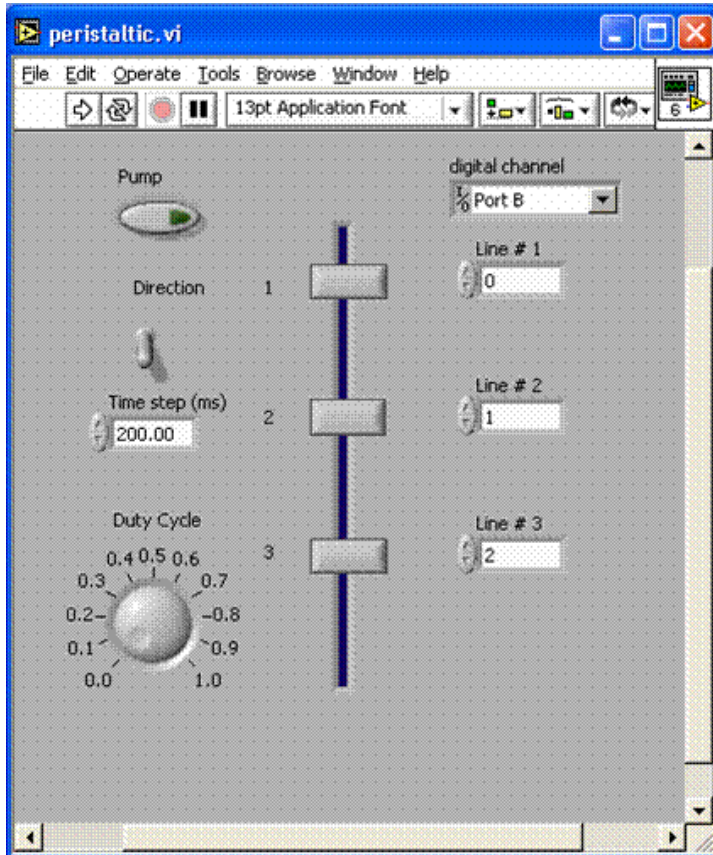 peristaltic.vi
File Edit Operate Tools Browse Window Help
13pt Application Font
6
Pump
digital channel
I/O Port B
Line # 1
0
Direction
1
Time step (ms)
200.00
2
Line # 2
1
Duty Cycle
0.0 0.1 0.2 0.3 0.4 0.5 0.6 0.7 0.8 0.9 1.0
3
Line # 3
2